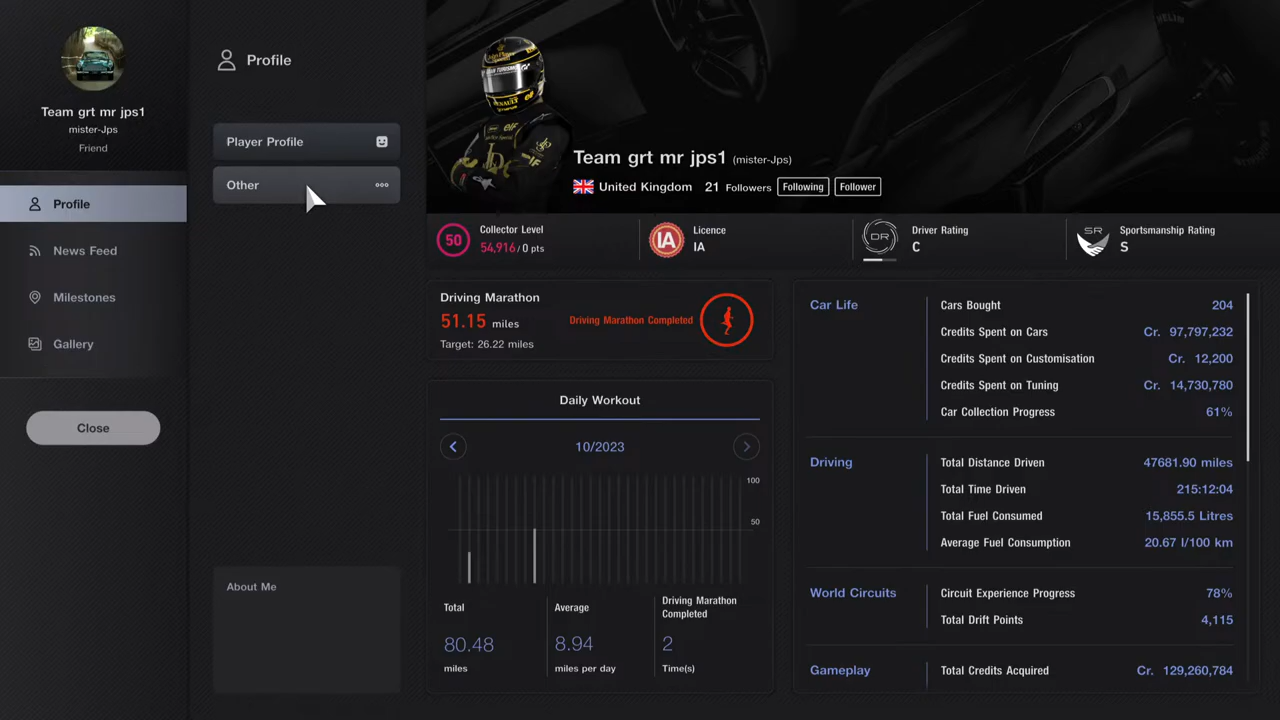 Team grt mr jps1
mister-Jps
Friend
Profile
News Feed
Milestones
Gallery
Close
Profile
Player Profile
Other
About Me
Team grt mr jps1 (mister-Jps)
United Kingdom 21 Followers Following Follower
50 Collector Level
54,916 / 0 pts
IA Licence
IA
DR Driver Rating
C
SR Sportsmanship Rating
S
Driving Marathon
51.15 miles
Driving Marathon Completed
Target: 26.22 miles
Daily Workout
10/2023
100
50
Total
80.48
miles
Average
8.94
miles per day
Driving Marathon
Completed
2
Time(s)
Car Life
Cars Bought 204
Credits Spent on Cars Cr. 97,797,232
Credits Spent on Customisation Cr. 12,200
Credits Spent on Tuning Cr. 14,730,780
Car Collection Progress 61%
Driving
Total Distance Driven 47681.90 miles
Total Time Driven 215:12:04
Total Fuel Consumed 15,855.5 Litres
Average Fuel Consumption 20.67 l/100 km
World Circuits
Circuit Experience Progress 78%
Total Drift Points 4,115
Gameplay
Total Credits Acquired Cr. 129,260,784